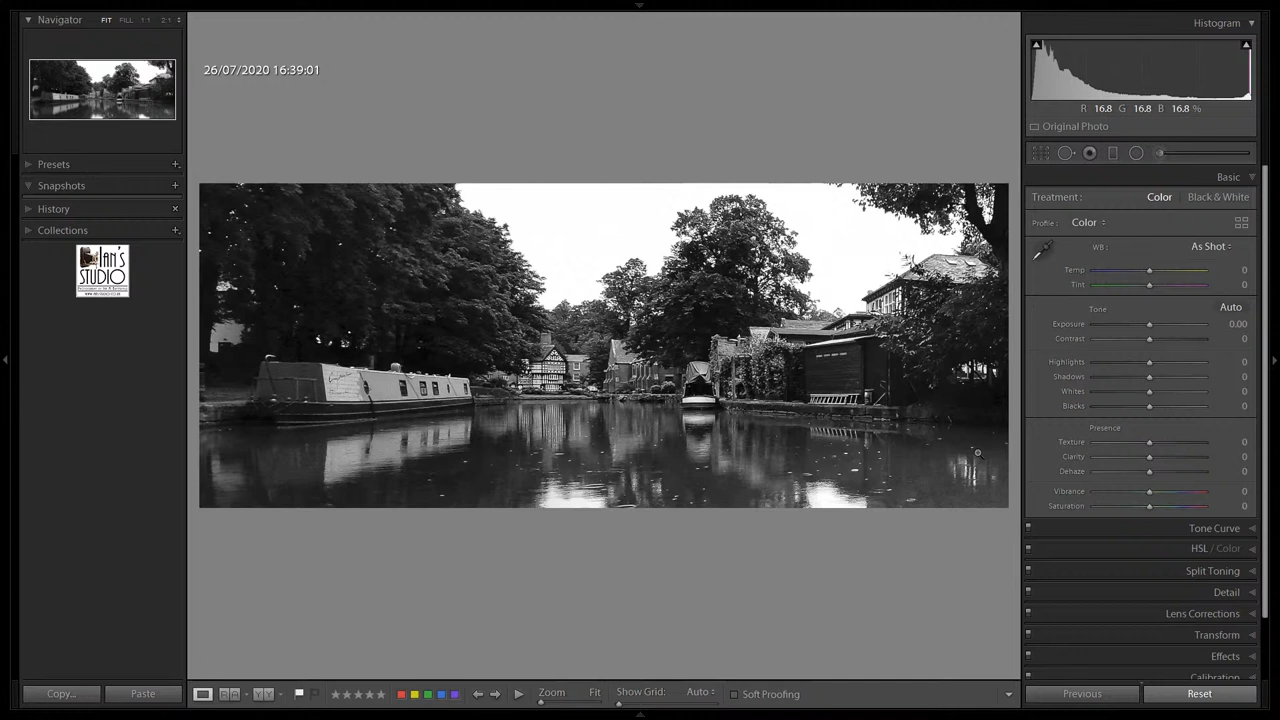 Navigator FIT FILL 1:1 2:1
Histogram
26/07/2020 16:39:01
R 16.8 G 16.8 B 16.8 %
Original Photo
Presets
Snapshots
History
Collections
IAN'S
STUDIO
Basic
Treatment : Color Black & White
Profile : Color
WB : As Shot
Temp 0
Tint 0
Tone Auto
Exposure 0.00
Contrast 0
Highlights 0
Shadows 0
Whites 0
Blacks 0
Presence
Texture 0
Clarity 0
Dehaze 0
Vibrance 0
Saturation 0
Tone Curve
HSL / Color
Split Toning
Detail
Lens Corrections
Transform
Effects
Calibration
Copy... Paste
Zoom Fit Show Grid: Auto Soft Proofing
Previous Reset